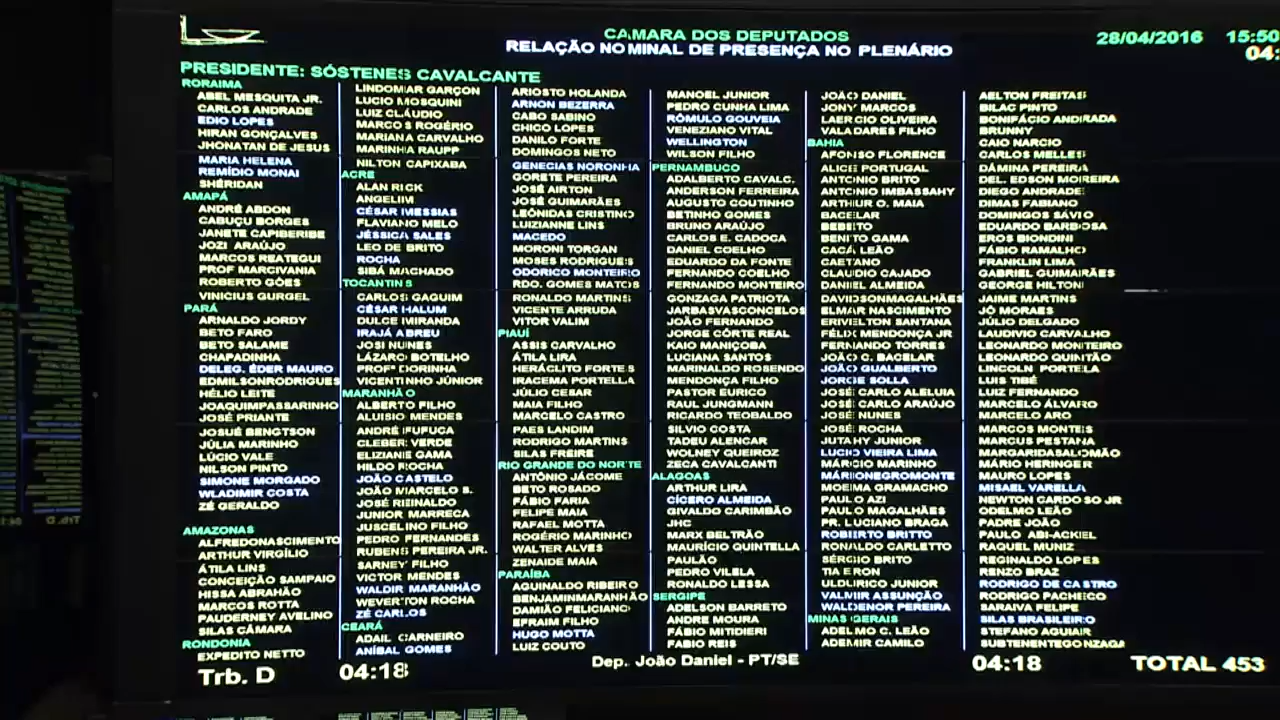 CAMARA DOS DEPUTADOS
RELAÇÃO NOMINAL DE PRESENÇA NO PLENÁRIO
28/04/2016 15:50
04:
PRESIDENTE: SÓSTENES CAVALCANTE
RORAIMA
ABEL MESQUITA JR.
CARLOS ANDRADE
EDIO LOPES
HIRAN GONÇALVES
JHONATAN DE JESUS
MARIA HELENA
REMÍDIO MONAI
SHÉRIDAN
AMAPÁ
ANDRÉ ABDON
CABUÇU BORGES
JANETE CAPIBERIBE
JOZI ARAÚJO
MARCOS REATEGUI
PROF MARCIVANIA
ROBERTO GÓES
VINICIUS GURGEL
PARÁ
ARNALDO JORDY
BETO FARO
BETO SALAME
CHAPADINHA
DELEG. ÉDER MAURO
EDMILSONRODRIGUES
HÉLIO LEITE
JOAQUIMPASSARINHO
JOSÉ PRIANTE
JOSUÉ BENGTSON
JÚLIA MARINHO
LÚCIO VALE
NILSON PINTO
SIMONE MORGADO
WLADIMIR COSTA
ZÉ GERALDO
AMAZONAS
ALFREDONASCIMENTO
ARTHUR VIRGÍLIO
ÁTILA LINS
CONCEIÇÃO SAMPAIO
HISSA ABRAHÃO
MARCOS ROTTA
PAUDERNEY AVELINO
SILAS CÂMARA
RONDONIA
EXPEDITO NETTO
LINDOMAR GARÇON
LUCIO MOSQUINI
LUIZ CLÁUDIO
MARCOS ROGÉRIO
MARIANA CARVALHO
MARINHA RAUPP
NILTON CAPIXABA
ACRE
ALAN RICK
ANGELIM
CÉSAR MESSIAS
FLAVIANO MELO
JÉSSICA SALES
LEO DE BRITO
ROCHA
SIBÁ MACHADO
TOCANTINS
CARLOS GAGUIM
CÉSAR HALUM
DULCE MIRANDA
IRAJÁ ABREU
JOSI NUNES
LÁZARO BOTELHO
PROFª DORINHA
VICENTINHO JÚNIOR
MARANHÃO
ALBERTO FILHO
ALUISIO MENDES
ANDRÉ FUFUCA
CLEBER VERDE
ELIZIANE GAMA
HILDO ROCHA
JOÃO CASTELO
JOÃO MARCELO S.
JOSÉ REINALDO
JUNIOR MARRECA
JUSCELINO FILHO
PEDRO FERNANDES
RUBENS PEREIRA JR.
SARNEY FILHO
VICTOR MENDES
WALDIR MARANHÃO
WEVERTON ROCHA
ZÉ CARLOS
CEARÁ
ADAIL CARNEIRO
ANÍBAL GOMES
ARIOSTO HOLANDA
ARNON BEZERRA
CABO SABINO
CHICO LOPES
DANILO FORTE
DOMINGOS NETO
GENECIAS NORONHA
GORETE PEREIRA
JOSÉ AIRTON
JOSÉ GUIMARÃES
LEÔNIDAS CRISTINO
LUIZIANNE LINS
MACEDO
MORONI TORGAN
MOSES RODRIGUES
ODORICO MONTEIRO
RDO. GOMES MATOS
RONALDO MARTINS
VICENTE ARRUDA
VITOR VALIM
PIAUÍ
ASSIS CARVALHO
ÁTILA LIRA
HERÁCLITO FORTES
IRACEMA PORTELLA
JÚLIO CESAR
MAIA FILHO
MARCELO CASTRO
PAES LANDIM
RODRIGO MARTINS
SILAS FREIRE
RIO GRANDE DO NORTE
ANTÔNIO JÁCOME
BETO ROSADO
FÁBIO FARIA
FELIPE MAIA
RAFAEL MOTTA
ROGÉRIO MARINHO
WALTER ALVES
ZENAIDE MAIA
PARAÍBA
AGUINALDO RIBEIRO
BENJAMINMARANHÃO
DAMIÃO FELICIANO
EFRAIM FILHO
HUGO MOTTA
LUIZ COUTO
MANOEL JUNIOR
PEDRO CUNHA LIMA
RÔMULO GOUVEIA
VENEZIANO VITAL
WELLINGTON
WILSON FILHO
PERNAMBUCO
ADALBERTO CAVALC.
ANDERSON FERREIRA
AUGUSTO COUTINHO
BETINHO GOMES
BRUNO ARAÚJO
CARLOS E. CADOCA
DANIEL COELHO
EDUARDO DA FONTE
FERNANDO COELHO
FERNANDO MONTEIRO
GONZAGA PATRIOTA
JARBASVASCONCELOS
JOÃO FERNANDO
JORGE CÔRTE REAL
KAIO MANIÇOBA
LUCIANA SANTOS
MARINALDO ROSENDO
MENDONÇA FILHO
PASTOR EURICO
RAUL JUNGMANN
RICARDO TEOBALDO
SILVIO COSTA
TADEU ALENCAR
WOLNEY QUEIROZ
ZECA CAVALCANTI
ALAGOAS
ARTHUR LIRA
CÍCERO ALMEIDA
GIVALDO CARIMBÃO
JHC
MARX BELTRÃO
MAURÍCIO QUINTELLA
PAULÃO
PEDRO VILELA
RONALDO LESSA
SERGIPE
ADELSON BARRETO
ANDRE MOURA
FÁBIO MITIDIERI
FABIO REIS
JOÃO DANIEL
JONY MARCOS
LAERCIO OLIVEIRA
VALADARES FILHO
BAHIA
AFONSO FLORENCE
ALICE PORTUGAL
ANTONIO BRITO
ANTONIO IMBASSAHY
ARTHUR O. MAIA
BACELAR
BEBETO
BENITO GAMA
CACÁ LEÃO
CAETANO
CLAUDIO CAJADO
DANIEL ALMEIDA
DAVIDSONMAGALHÃES
ELMAR NASCIMENTO
ERIVELTON SANTANA
FÉLIX MENDONÇA JR
FERNANDO TORRES
JOÃO C. BACELAR
JOÃO GUALBERTO
JORGE SOLLA
JOSÉ CARLO ALELUIA
JOSÉ CARLO ARAÚJO
JOSÉ NUNES
JOSÉ ROCHA
JUTAHY JUNIOR
LUCIO VIEIRA LIMA
MÁRCIO MARINHO
MÁRIONEGROMONTE
MOEMA GRAMACHO
PAULO AZI
PAULO MAGALHÃES
PR. LUCIANO BRAGA
ROBERTO BRITTO
RONALDO CARLETTO
SÉRGIO BRITO
TIA ERON
ULDURICO JUNIOR
VALMIR ASSUNÇÃO
WALDENOR PEREIRA
MINAS GERAIS
ADELMO C. LEÃO
ADEMIR CAMILO
AELTON FREITAS
BILAC PINTO
BONIFÁCIO ANDRADA
BRUNNY
CAIO NARCIO
CARLOS MELLES
DÂMINA PEREIRA
DEL. EDSON MOREIRA
DIEGO ANDRADE
DIMAS FABIANO
DOMINGOS SÁVIO
EDUARDO BARBOSA
EROS BIONDINI
FÁBIO RAMALHO
FRANKLIN LIMA
GABRIEL GUIMARÃES
GEORGE HILTON
JAIME MARTINS
JÔ MORAES
JÚLIO DELGADO
LAUDIVIO CARVALHO
LEONARDO MONTEIRO
LEONARDO QUINTÃO
LINCOLN PORTELA
LUIS TIBÉ
LUIZ FERNANDO
MARCELO ÁLVARO
MARCELO ARO
MARCOS MONTES
MARCUS PESTANA
MARGARIDASALOMÃO
MÁRIO HERINGER
MAURO LOPES
MISAEL VARELLA
NEWTON CARDOSO JR
ODELMO LEÃO
PADRE JOÃO
PAULO ABI-ACKEL
RAQUEL MUNIZ
REGINALDO LOPES
RENZO BRAZ
RODRIGO DE CASTRO
RODRIGO PACHECO
SARAIVA FELIPE
SILAS BRASILEIRO
STEFANO AGUIAR
SUBTENENTEGONZAGA
Trb. D 04:18 Dep. João Daniel - PT/SE 04:18 TOTAL 453